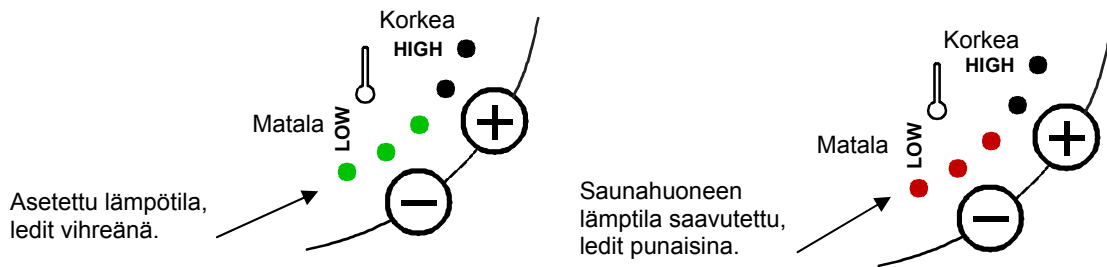 Korkea
HIGH
Matala
LOW
Asetettu lämpötila,
ledit vihreänä.
Korkea
HIGH
Matala
LOW
Saunahuoneen
lämptila saavutettu,
ledit punaisina.